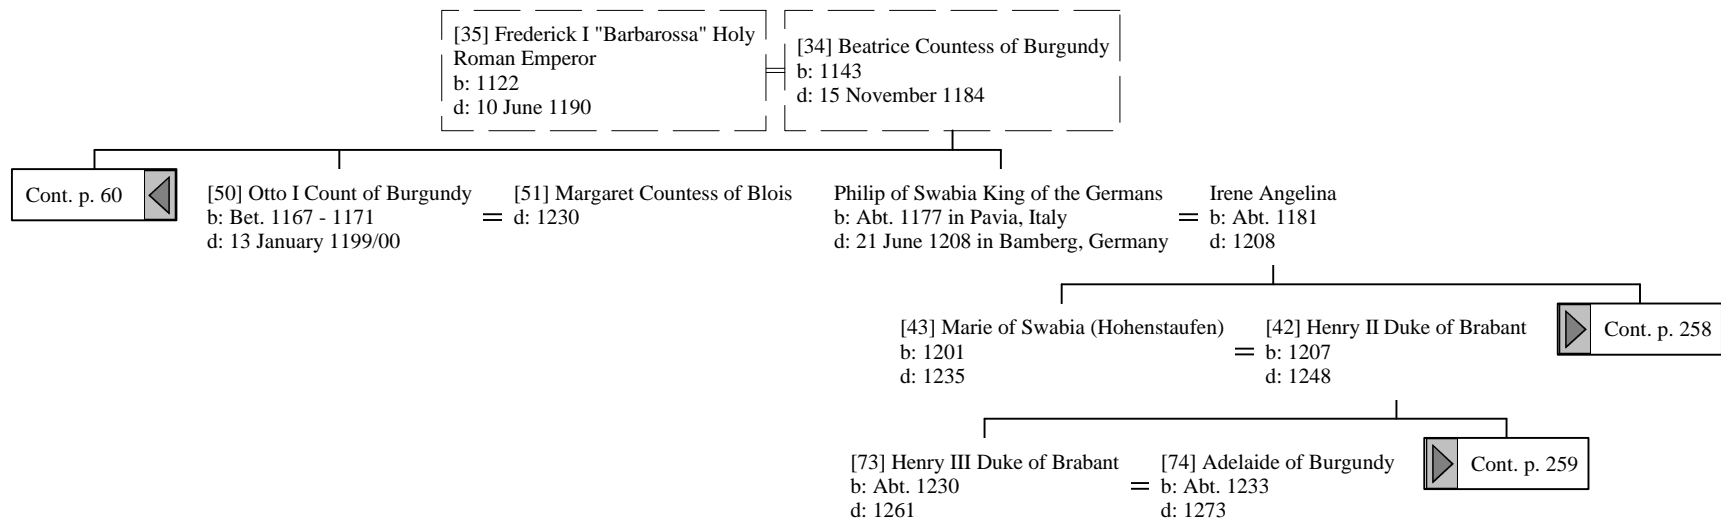 [35] Frederick I "Barbarossa" Holy
Roman Emperor
b: 1122
d: 10 June 1190
[34] Beatrice Countess of Burgundy
b: 1143
d: 15 November 1184
Cont. p. 60
[50] Otto I Count of Burgundy
b: Bet. 1167 - 1171
d: 13 January 1199/00
=
[51] Margaret Countess of Blois
d: 1230
Philip of Swabia King of the Germans
b: Abt. 1177 in Pavia, Italy
d: 21 June 1208 in Bamberg, Germany
=
Irene Angelina
b: Abt. 1181
d: 1208
[43] Marie of Swabia (Hohenstaufen)
b: 1201
d: 1235
=
[42] Henry II Duke of Brabant
b: 1207
d: 1248
Cont. p. 258
[73] Henry III Duke of Brabant
b: Abt. 1230
d: 1261
=
[74] Adelaide of Burgundy
b: Abt. 1233
d: 1273
Cont. p. 259